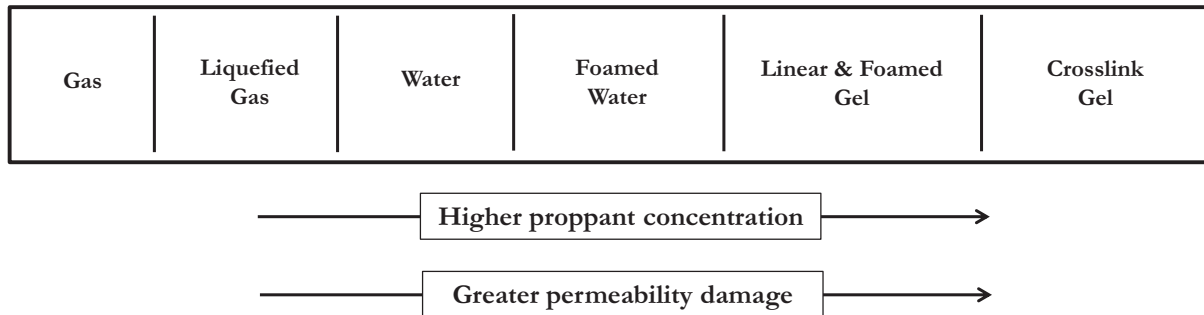 Gas
Liquefied
Gas
Water
Foamed
Water
Linear & Foamed
Gel
Crosslink
Gel
Higher proppant concentration
Greater permeability damage